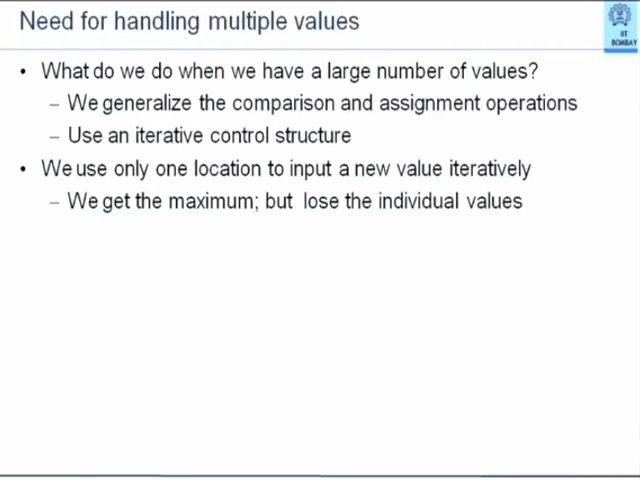 Need for handling multiple values
IIT
BOMBAY
• What do we do when we have a large number of values?
– We generalize the comparison and assignment operations
– Use an iterative control structure
• We use only one location to input a new value iteratively
– We get the maximum; but lose the individual values